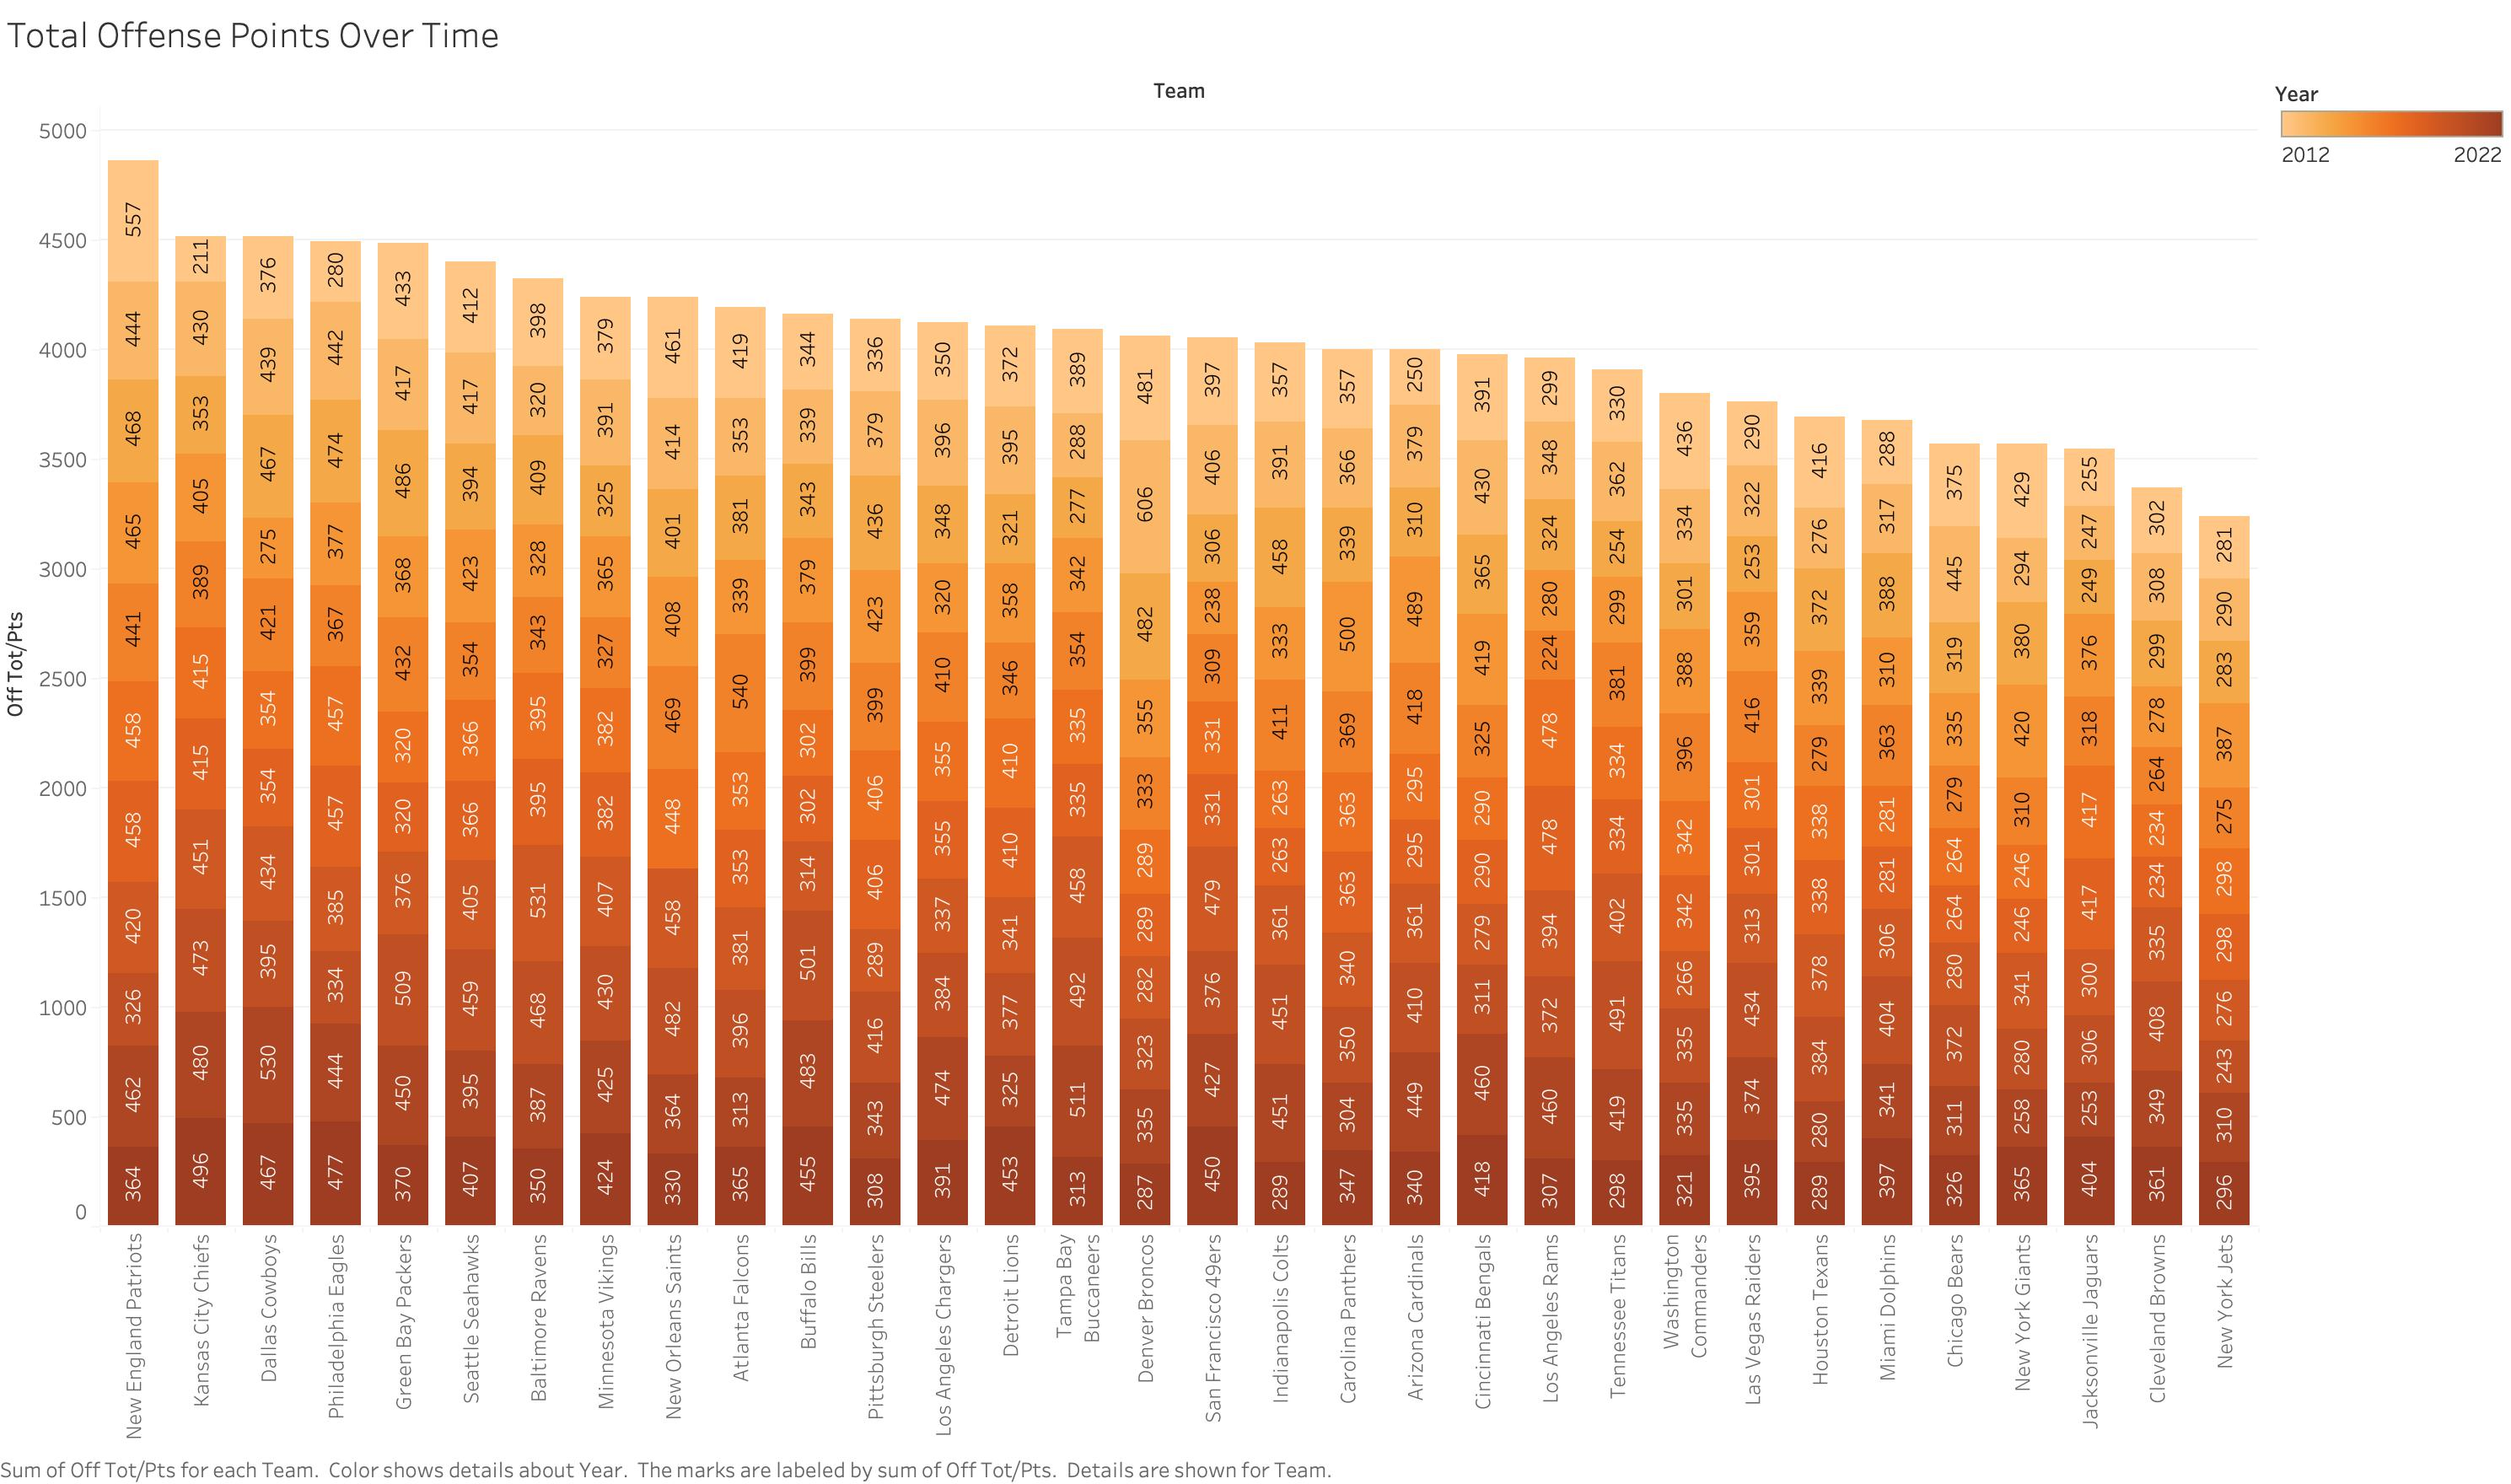 Total Offense Points Over Time
Team
Year
2012 2022
Off Tot/Pts
5000
4500
4000
3500
3000
2500
2000
1500
1000
500
0
557 444 468 465 441 458 458 420 326 462 364
211 430 353 405 389 415 415 451 473 480 496
376 439 467 275 421 354 354 434 395 530 467
280 442 474 377 367 457 457 385 334 444 477
433 417 486 368 432 320 320 376 509 450 370
412 417 394 423 354 366 366 405 459 395 407
398 320 409 328 343 395 395 531 468 387 350
379 391 325 365 327 382 382 407 430 425 424
461 414 401 408 469 448 458 482 364 330
419 353 381 339 540 353 353 381 396 313 365
344 339 343 379 399 302 302 314 501 483 455
336 379 436 423 399 406 406 289 416 343 308
350 396 348 320 410 355 355 337 384 474 391
372 395 321 358 346 410 410 341 377 325 453
389 288 277 342 354 335 335 458 492 511 313
481 606 482 355 333 289 289 282 323 335 287
397 406 306 238 309 331 331 479 376 427 450
357 391 458 333 411 263 263 361 451 451 289
357 366 339 500 369 363 363 340 350 304 347
250 379 310 489 418 295 295 361 410 449 340
391 430 365 419 325 290 290 279 311 460 418
299 348 324 280 224 478 478 394 372 460 307
330 362 254 299 381 334 334 402 491 419 298
436 334 301 388 396 342 342 266 335 335 321
290 322 253 359 416 301 301 313 434 374 395
416 276 372 339 279 338 338 378 384 280 289
288 317 388 310 363 281 281 306 404 341 397
375 445 319 335 279 264 264 280 372 311 326
429 294 380 420 310 246 246 341 280 258 365
255 247 249 376 318 417 417 300 306 253 404
302 308 299 278 264 234 234 335 408 349 361
281 290 283 387 275 298 298 276 243 310 296
New England Patriots
Kansas City Chiefs
Dallas Cowboys
Philadelphia Eagles
Green Bay Packers
Seattle Seahawks
Baltimore Ravens
Minnesota Vikings
New Orleans Saints
Atlanta Falcons
Buffalo Bills
Pittsburgh Steelers
Los Angeles Chargers
Detroit Lions
Tampa Bay
Buccaneers
Denver Broncos
San Francisco 49ers
Indianapolis Colts
Carolina Panthers
Arizona Cardinals
Cincinnati Bengals
Los Angeles Rams
Tennessee Titans
Washington
Commanders
Las Vegas Raiders
Houston Texans
Miami Dolphins
Chicago Bears
New York Giants
Jacksonville Jaguars
Cleveland Browns
New York Jets
Sum of Off Tot/Pts for each Team. Color shows details about Year. The marks are labeled by sum of Off Tot/Pts. Details are shown for Team.